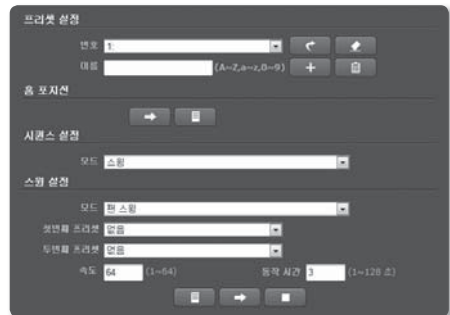 프리셋 설정
번호 1:
이름 (A~Z,a~z,0~9)
홈 포지션
시퀀스 설정
모드 스윙
스윙 설정
모드 팬 스윙
첫번째 프리셋 없음
두번째 프리셋 없음
속도 64 (1~64) 동작 시간 3 (1~128 초)